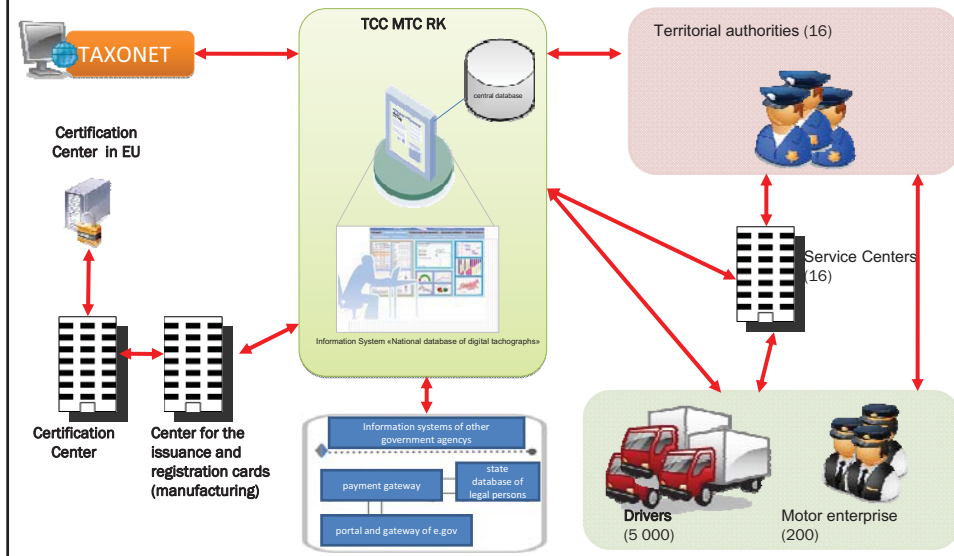 TAXONET
TCC MTC RK
central database
Information System «National database of digital tachographs»
Territorial authorities (16)
Certification
Center in EU
Service Centers
(16)
Certification
Center
Center for the
issuance and
registration cards
(manufacturing)
Information systems of other
government agencys
payment gateway
state
database of
legal persons
portal and gateway of e.gov
Drivers
(5 000)
Motor enterprise
(200)